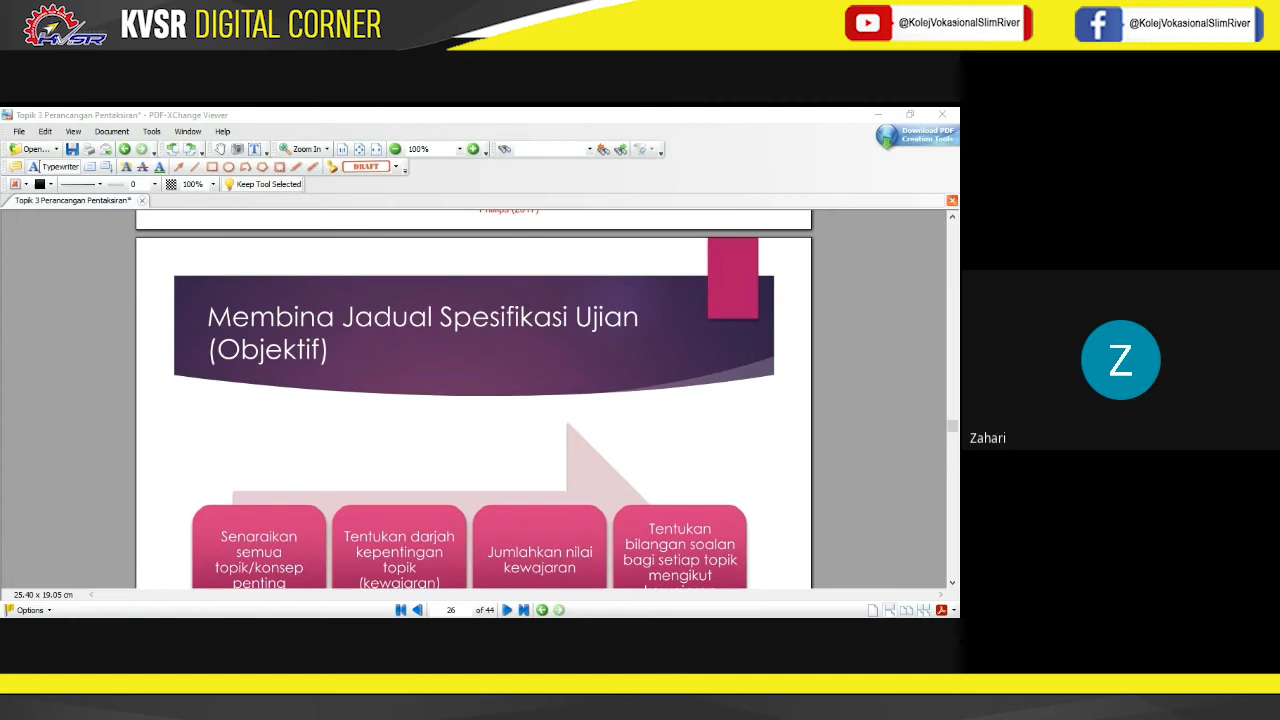 KVSR
KVSR DIGITAL CORNER
@KolejVokasionalSlimRiver
@KolejVokasionalSlimRiver
Topik 3 Perancangan Pentaksiran* - PDF-XChange Viewer
File Edit View Document Tools Window Help
Download PDF
Creation Tools
Open...
Zoom In
100%
Typewriter
DRAFT
0
100%
Keep Tool Selected
Topik 3 Perancangan Pentaksiran*
Membina Jadual Spesifikasi Ujian
(Objektif)
Senaraikan
semua
topik/konsep
penting
Tentukan darjah
kepentingan
topik
(kewajaran)
Jumlahkan nilai
kewajaran
Tentukan
bilangan soalan
bagi setiap topik
mengikut
25.40 x 19.05 cm
Options
26 of 44
Z
Zahari